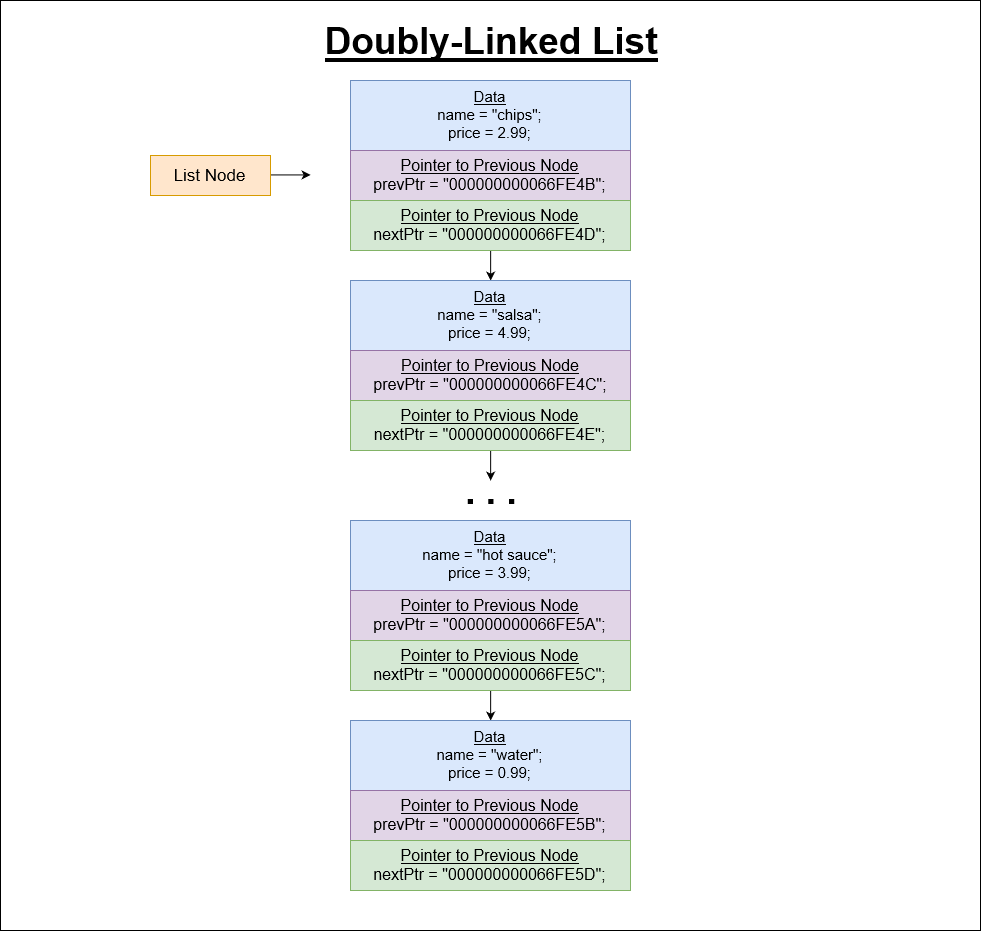 Doubly-Linked List
Data
name = "chips";
price = 2.99;
List Node
Pointer to Previous Node
prevPtr = "000000000066FE4B";
Pointer to Previous Node
nextPtr = "000000000066FE4D";
Data
name = "salsa";
price = 4.99;
Pointer to Previous Node
prevPtr = "000000000066FE4C";
Pointer to Previous Node
nextPtr = "000000000066FE4E";
. . .
Data
name = "hot sauce";
price = 3.99;
Pointer to Previous Node
prevPtr = "000000000066FE5A";
Pointer to Previous Node
nextPtr = "000000000066FE5C";
Data
name = "water";
price = 0.99;
Pointer to Previous Node
prevPtr = "000000000066FE5B";
Pointer to Previous Node
nextPtr = "000000000066FE5D";